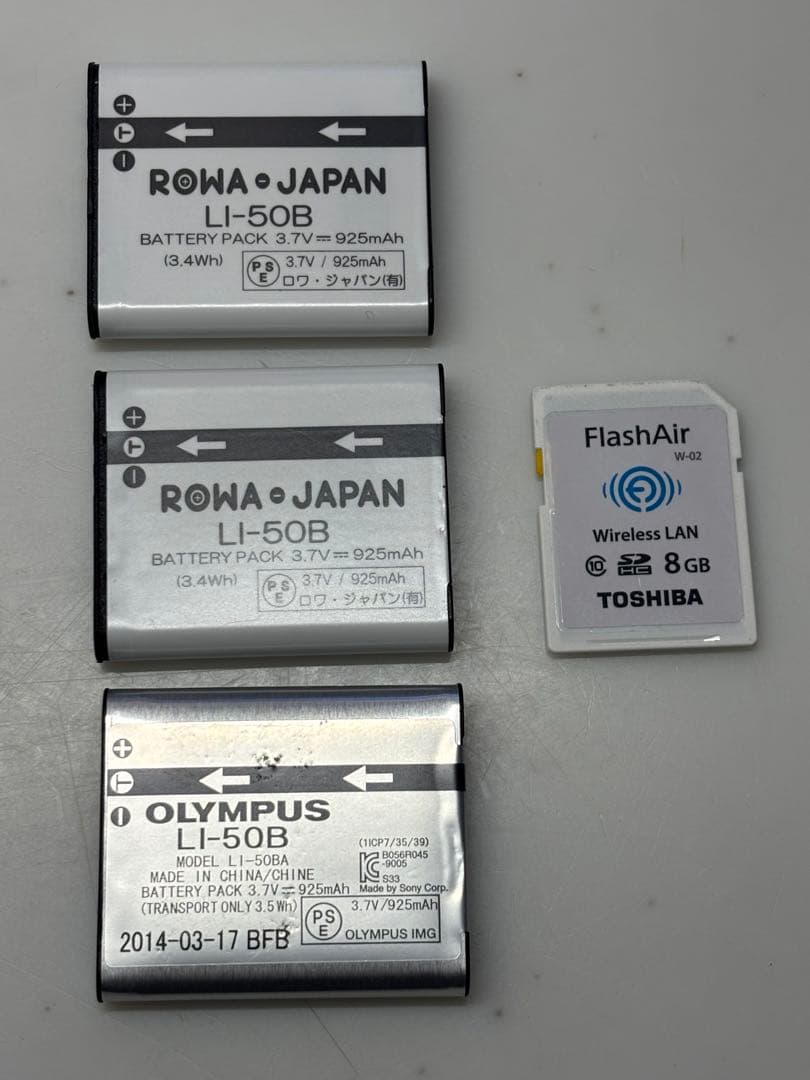 ROWA JAPAN
LI-50B
BATTERY PACK 3.7V⎓925mAh
(3.4Wh)
PSE
3.7V / 925mAh
ロワ・ジャパン(有)
ROWA JAPAN
LI-50B
BATTERY PACK 3.7V⎓925mAh
(3.4Wh)
PSE
3.7V / 925mAh
ロワ・ジャパン(有)
FlashAir
W-02
Wireless LAN
10 SDHC 8GB
TOSHIBA
OLYMPUS
LI-50B
MODEL LI-50BA
MADE IN CHINA/CHINE
BATTERY PACK 3.7V⎓925mAh
(TRANSPORT ONLY 3.5Wh)
2014-03-17 BFB
(1ICP7/35/39)
B056R045
-9005
S33
Made by Sony Corp.
PSE
3.7V/925mAh
OLYMPUS IMG